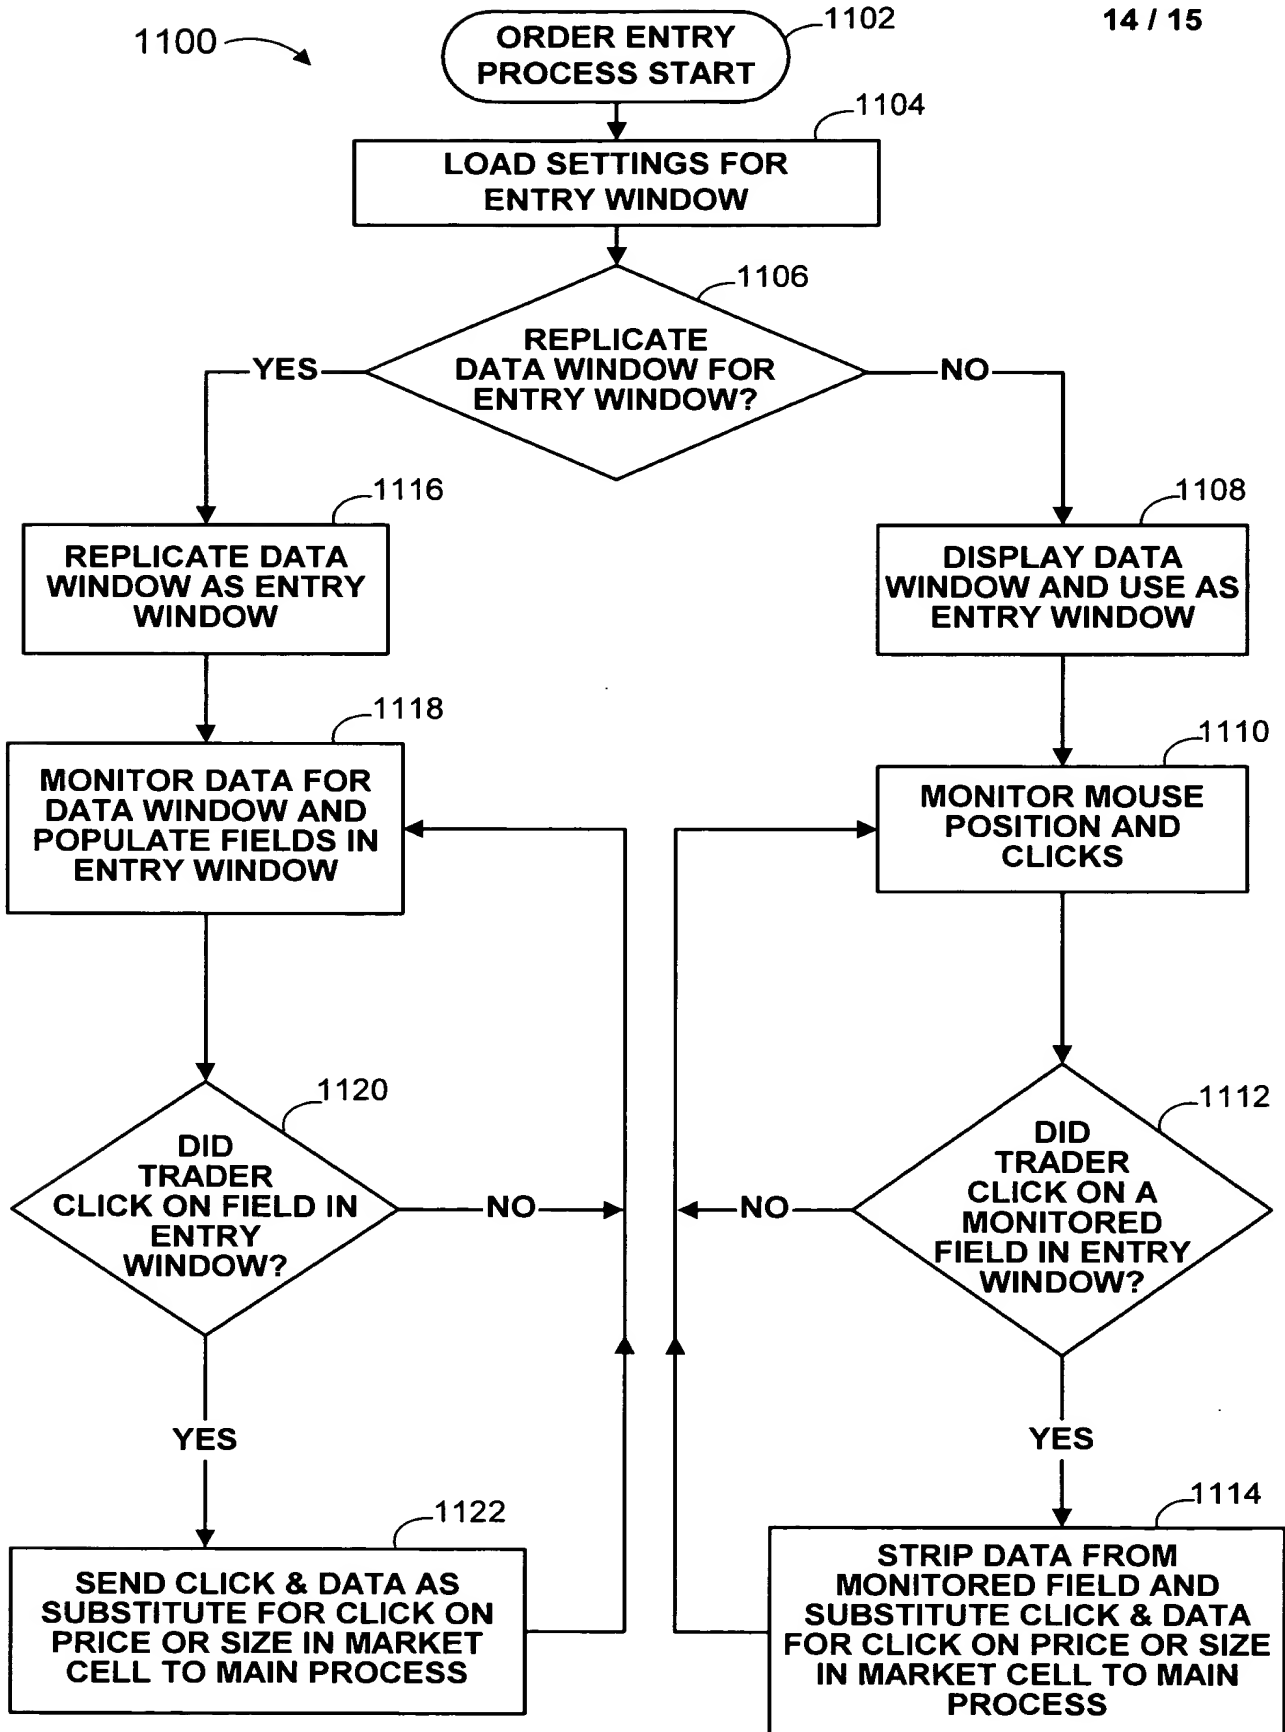 14 / 15
1100
1102
ORDER ENTRY
PROCESS START
1104
LOAD SETTINGS FOR
ENTRY WINDOW
1106
REPLICATE
DATA WINDOW FOR
ENTRY WINDOW?
YES
NO
1116
REPLICATE DATA
WINDOW AS ENTRY
WINDOW
1108
DISPLAY DATA
WINDOW AND USE AS
ENTRY WINDOW
1118
MONITOR DATA FOR
DATA WINDOW AND
POPULATE FIELDS IN
ENTRY WINDOW
1110
MONITOR MOUSE
POSITION AND
CLICKS
1120
DID
TRADER
CLICK ON FIELD IN
ENTRY
WINDOW?
NO
1112
DID
TRADER
CLICK ON A
MONITORED
FIELD IN ENTRY
WINDOW?
NO
YES
YES
1122
SEND CLICK & DATA AS
SUBSTITUTE FOR CLICK ON
PRICE OR SIZE IN MARKET
CELL TO MAIN PROCESS
1114
STRIP DATA FROM
MONITORED FIELD AND
SUBSTITUTE CLICK & DATA
FOR CLICK ON PRICE OR SIZE
IN MARKET CELL TO MAIN
PROCESS